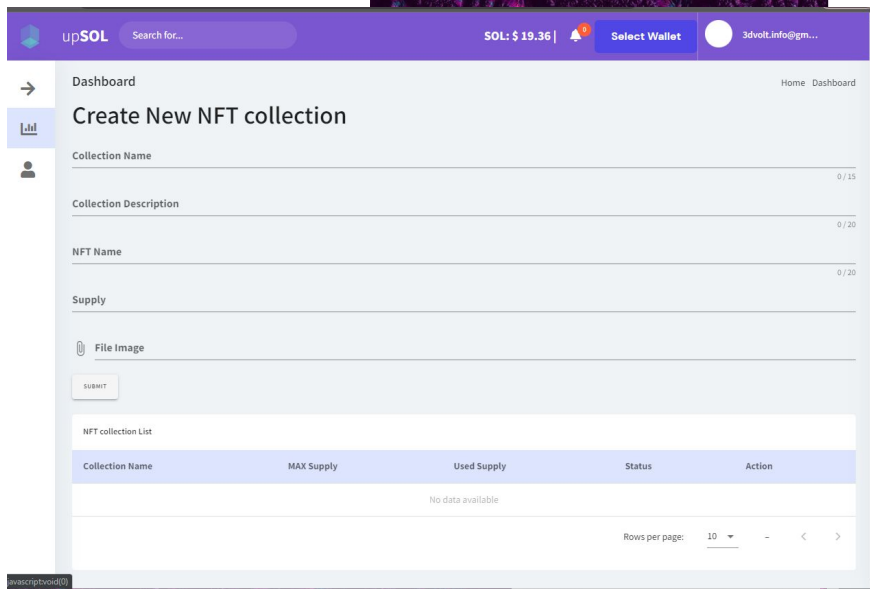 upSOL Search for... SOL: $ 19.36 | 0 Select Wallet 3dvolt.info@gm...
Dashboard Home Dashboard
Create New NFT collection
Collection Name
0 / 15
Collection Description
0 / 20
NFT Name
0 / 20
Supply
File Image
SUBMIT
NFT collection List
Collection Name MAX Supply Used Supply Status Action
No data available
Rows per page: 10 –
avascript:void(0)